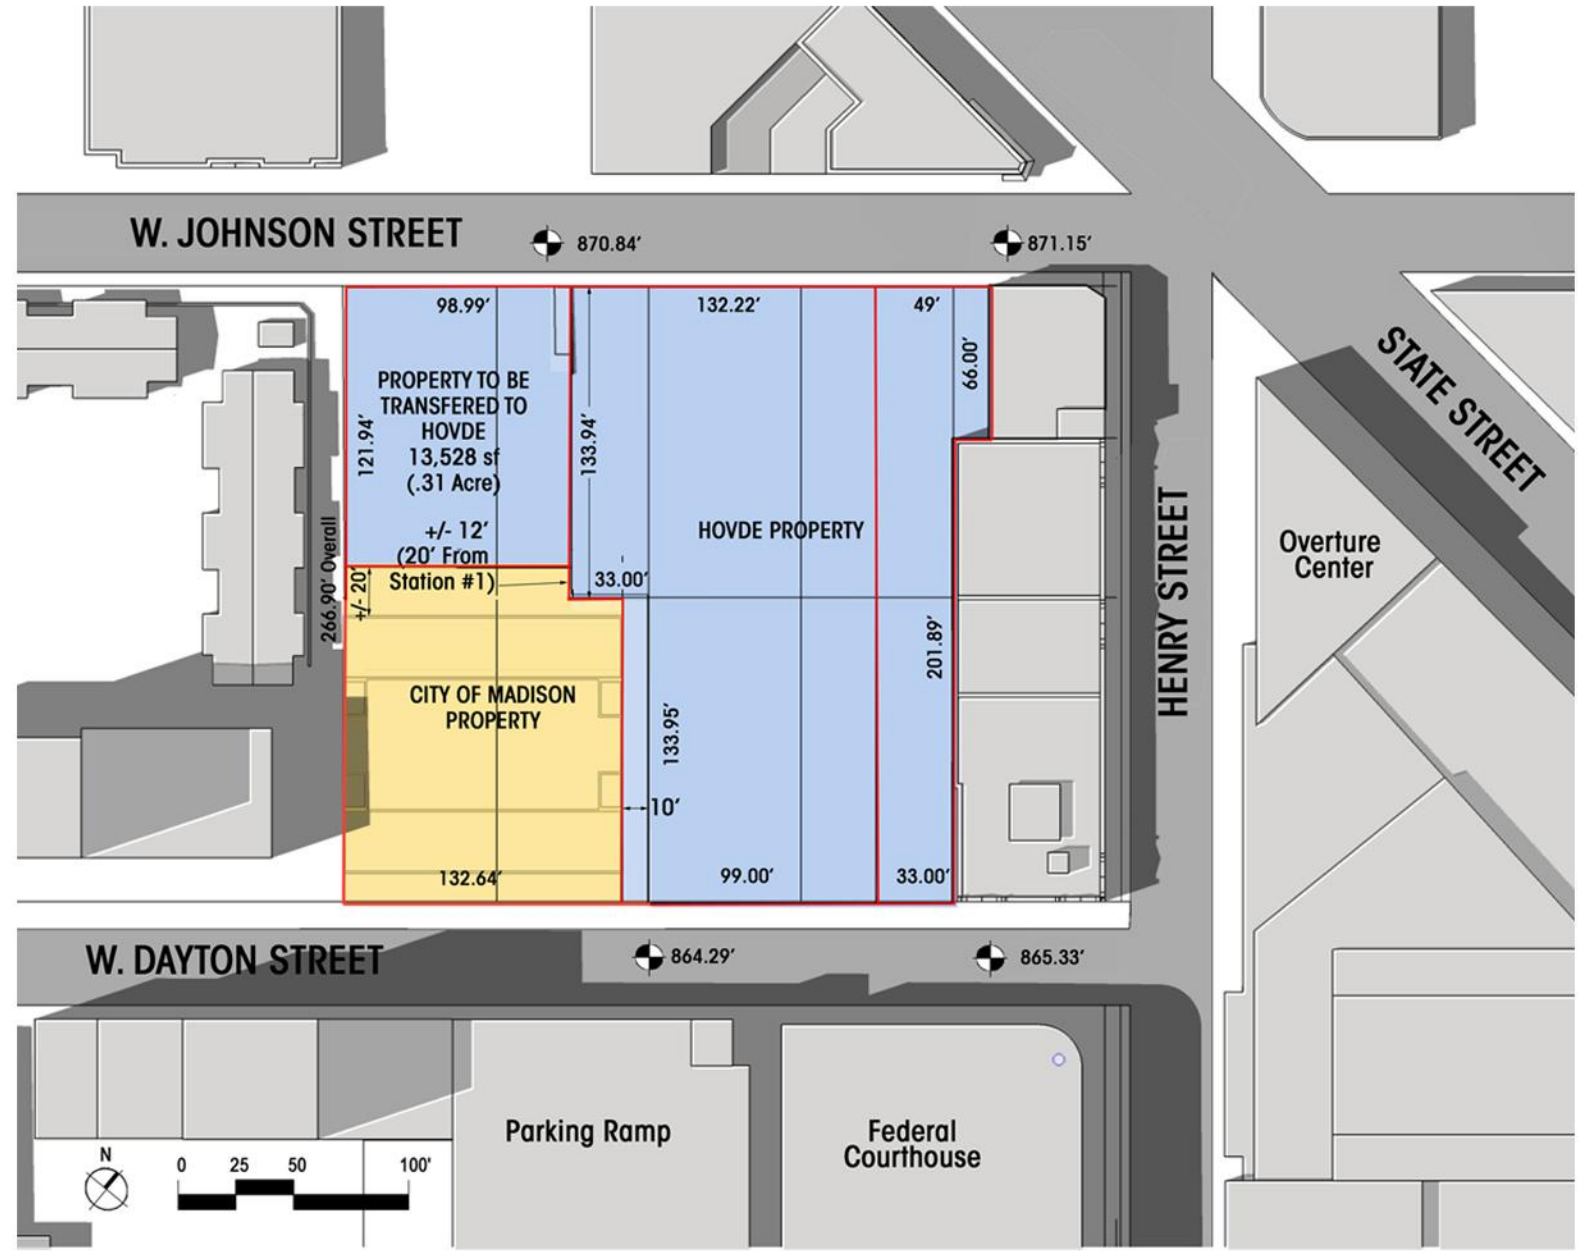 W. JOHNSON STREET
870.84′
871.15′
98.99′
132.22′
49′
66.00′
PROPERTY TO BE
TRANSFERED TO
HOVDE
13,528 sf
(.31 Acre)
121.94′
133.94′
+/- 12′
(20′ From
Station #1)
33.00′
+/- 20′
266.90′ Overall
HOVDE PROPERTY
STATE STREET
HENRY STREET
Overture
Center
CITY OF MADISON
PROPERTY
201.89′
133.95′
10′
132.64′
99.00′
33.00′
W. DAYTON STREET
864.29′
865.33′
Parking Ramp
Federal
Courthouse
N
0 25 50 100'